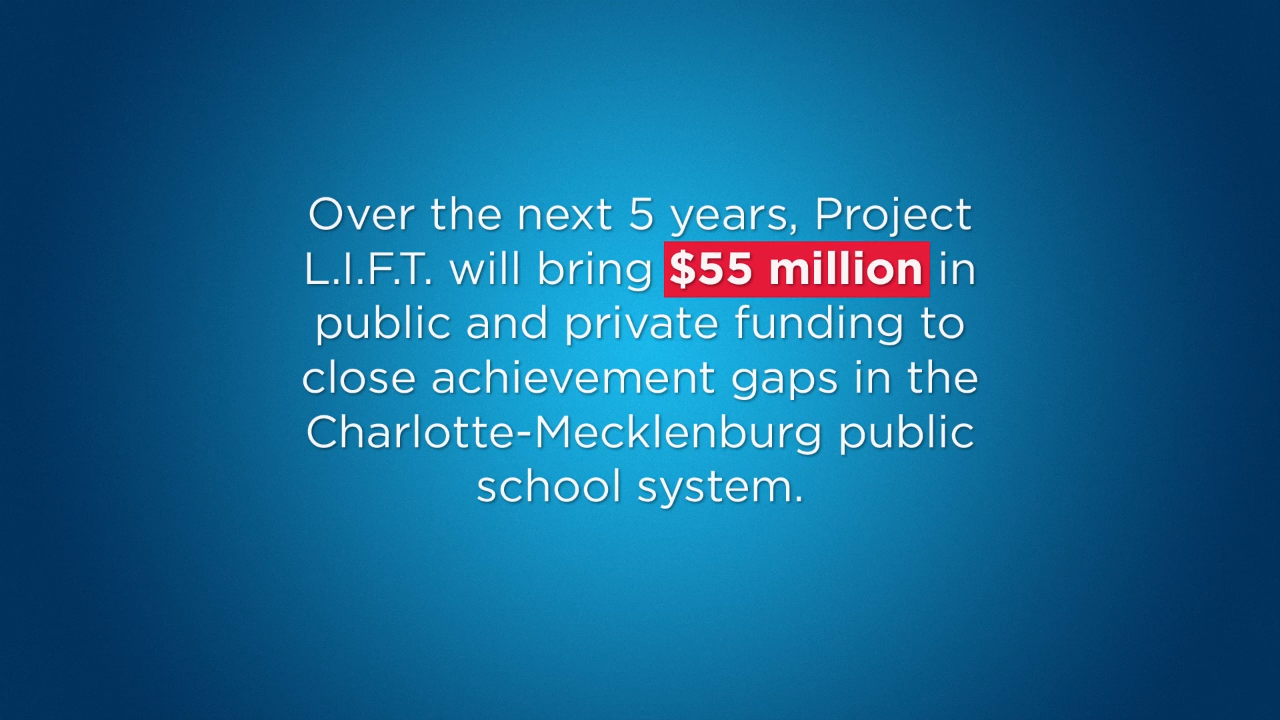 Over the next 5 years, Project
L.I.F.T. will bring $55 million in
public and private funding to
close achievement gaps in the
Charlotte-Mecklenburg public
school system.